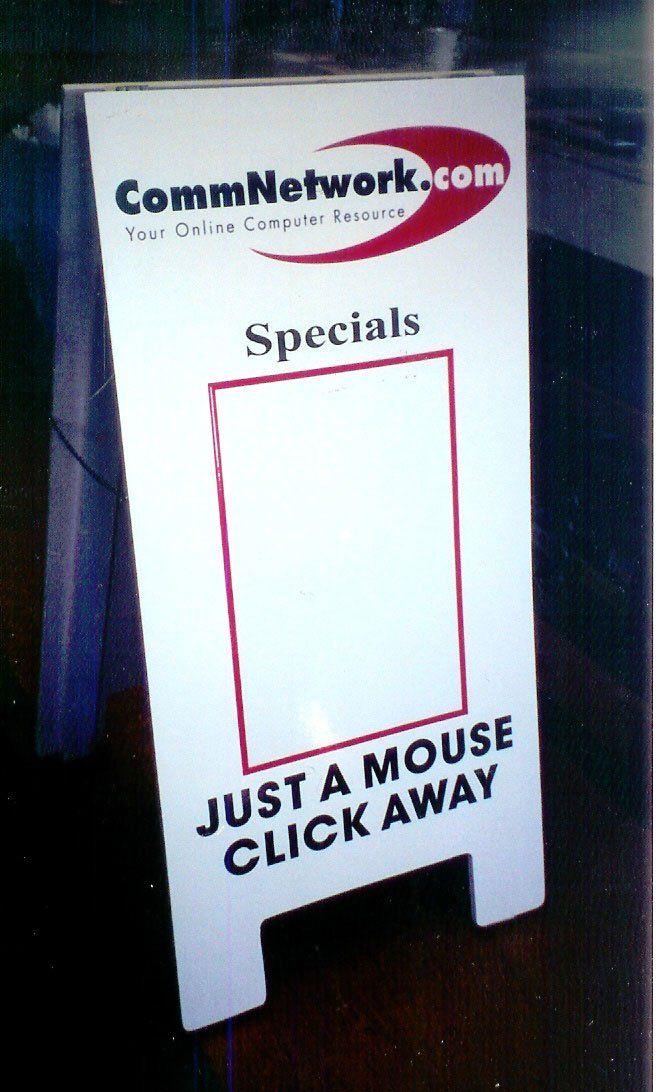 CommNetwork.com
Your Online Computer Resource
Specials
JUST A MOUSE
CLICK AWAY